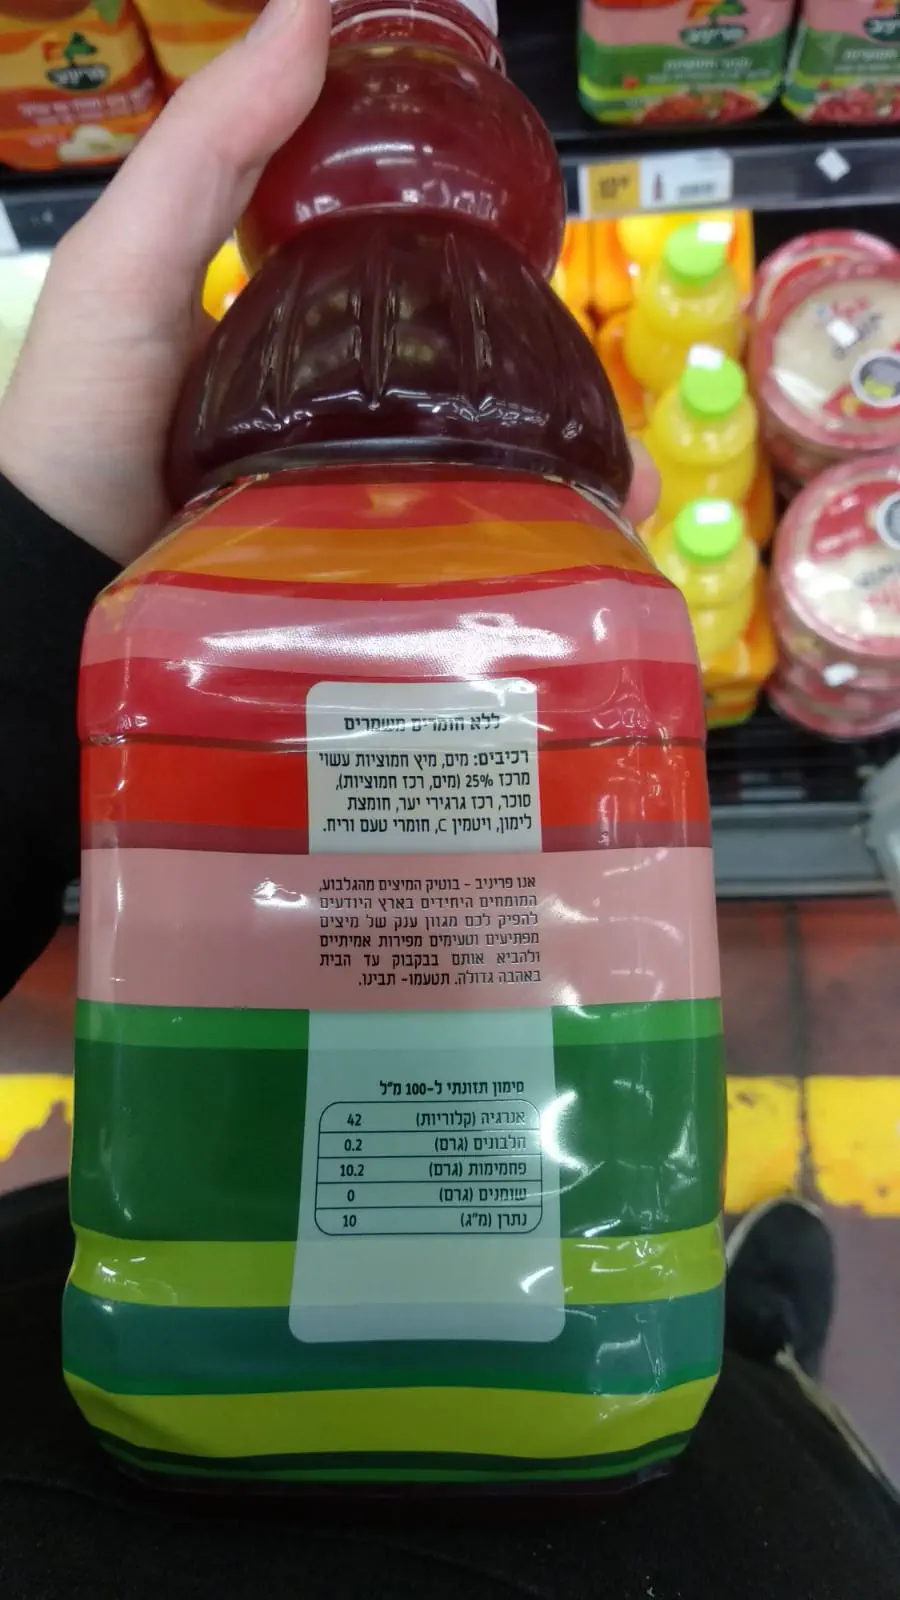 ללא חומרים משמרים
רכיבים: מים, מיץ חמוציות עשוי
מרכז 25% (מים, רכז חמוציות),
סוכר, רכז גרגירי יער, חומצת
לימון, ויטמין C, חומרי טעם וריח.
אנו פריניב - בוטיק המיצים מהגלבוע,
המומחים היחידים בארץ היודעים
להפיק לכם מגוון ענק של מיצים
מפתיעים וטעימים מפירות אמיתיים
ולהביא אותם בבקבוק עד הבית
באהבה גדולה. תטעמו- תבינו.
סימון תזונתי ל-100 מ"ל
אנרגיה (קלוריות) 42
חלבונים (גרם) 0.2
פחמימות (גרם) 10.2
שומנים (גרם) 0
נתרן (מ"ג) 10